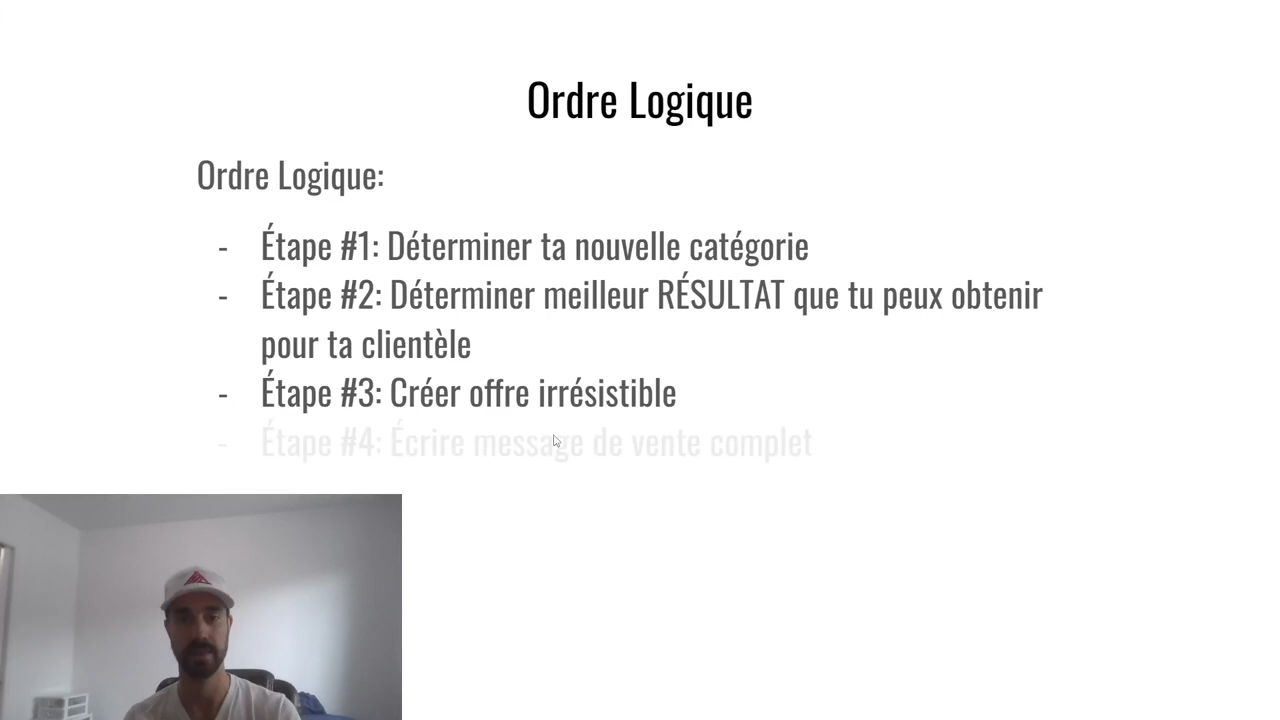 Ordre Logique
Ordre Logique:
- Étape #1: Déterminer ta nouvelle catégorie
- Étape #2: Déterminer meilleur RÉSULTAT que tu peux obtenir
pour ta clientèle
- Étape #3: Créer offre irrésistible
- Étape #4: Écrire message de vente complet